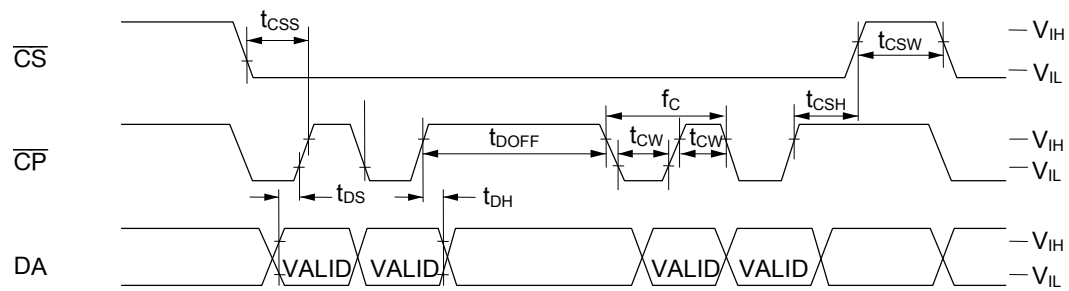 tCSS
CS
tCSW
VIH
VIL
tCSH
fC
CP
tDOFF
tCW
tCW
VIH
VIL
tDS
tDH
DA
VALID
VALID
VALID
VALID
VIH
VIL